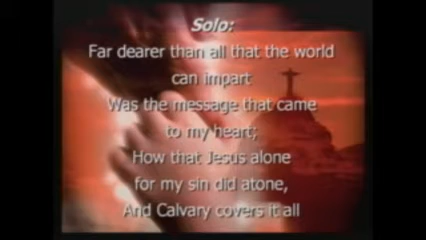 Solo:
Far dearer than all that the world
can impart
Was the message that came
to my heart;
How that Jesus alone
for my sin did atone,
And Calvary covers it all